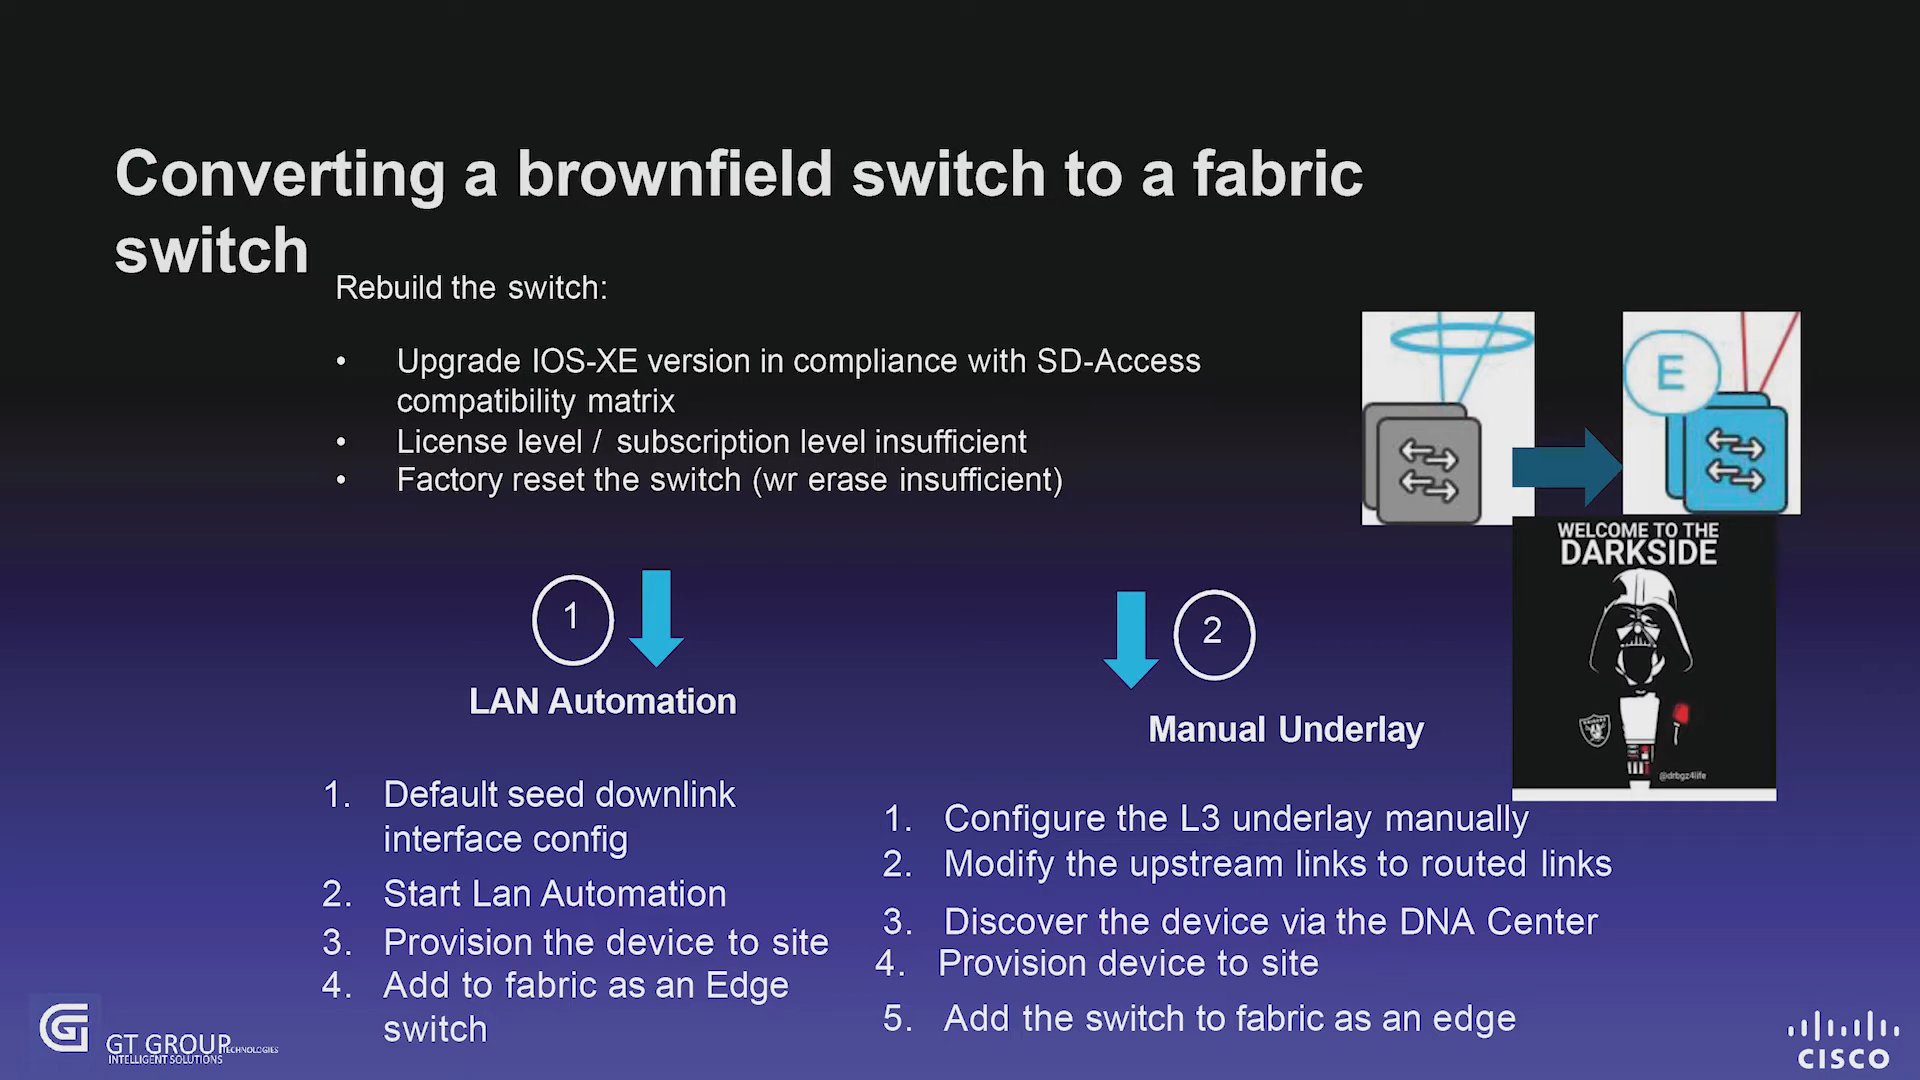 Converting a brownfield switch to a fabric
switch
Rebuild the switch:
• Upgrade IOS-XE version in compliance with SD-Access
compatibility matrix
• License level / subscription level insufficient
• Factory reset the switch (wr erase insufficient)
E
WELCOME TO THE
DARKSIDE
RAIDERS
@drbgz4life
1
LAN Automation
1. Default seed downlink
interface config
2. Start Lan Automation
3. Provision the device to site
4. Add to fabric as an Edge
switch
2
Manual Underlay
1. Configure the L3 underlay manually
2. Modify the upstream links to routed links
3. Discover the device via the DNA Center
4. Provision device to site
5. Add the switch to fabric as an edge
GT GROUP TECHNOLOGIES
INTELLIGENT SOLUTIONS
CISCO